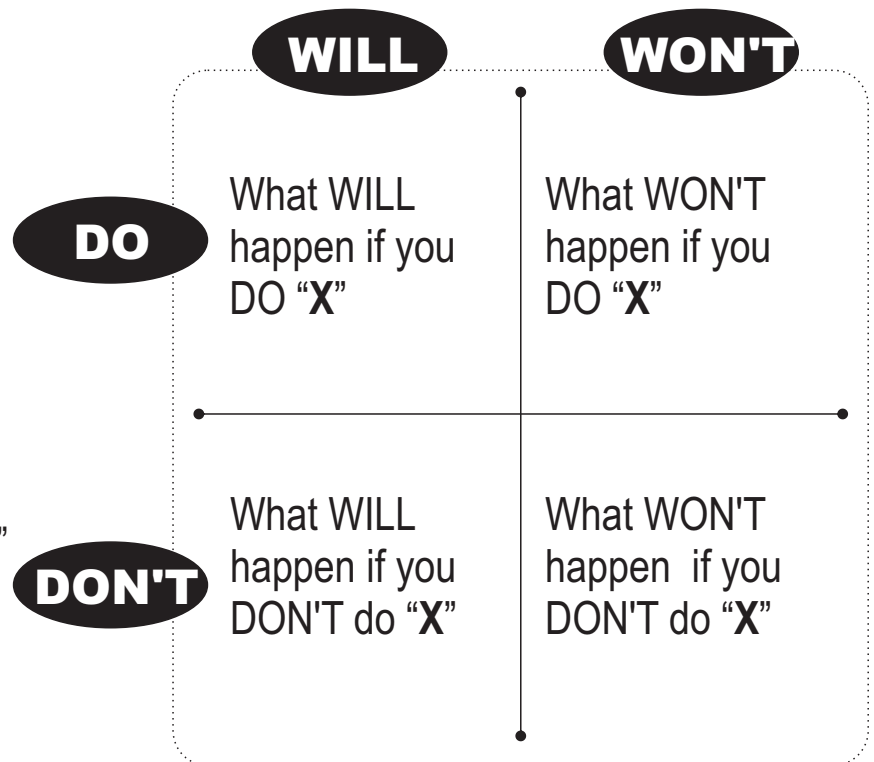 WILL
WON'T
DO
What WILL
happen if you
DO “X”
What WON'T
happen if you
DO “X”
”
DON'T
What WILL
happen if you
DON'T do “X”
What WON'T
happen  if you
DON'T do “X”